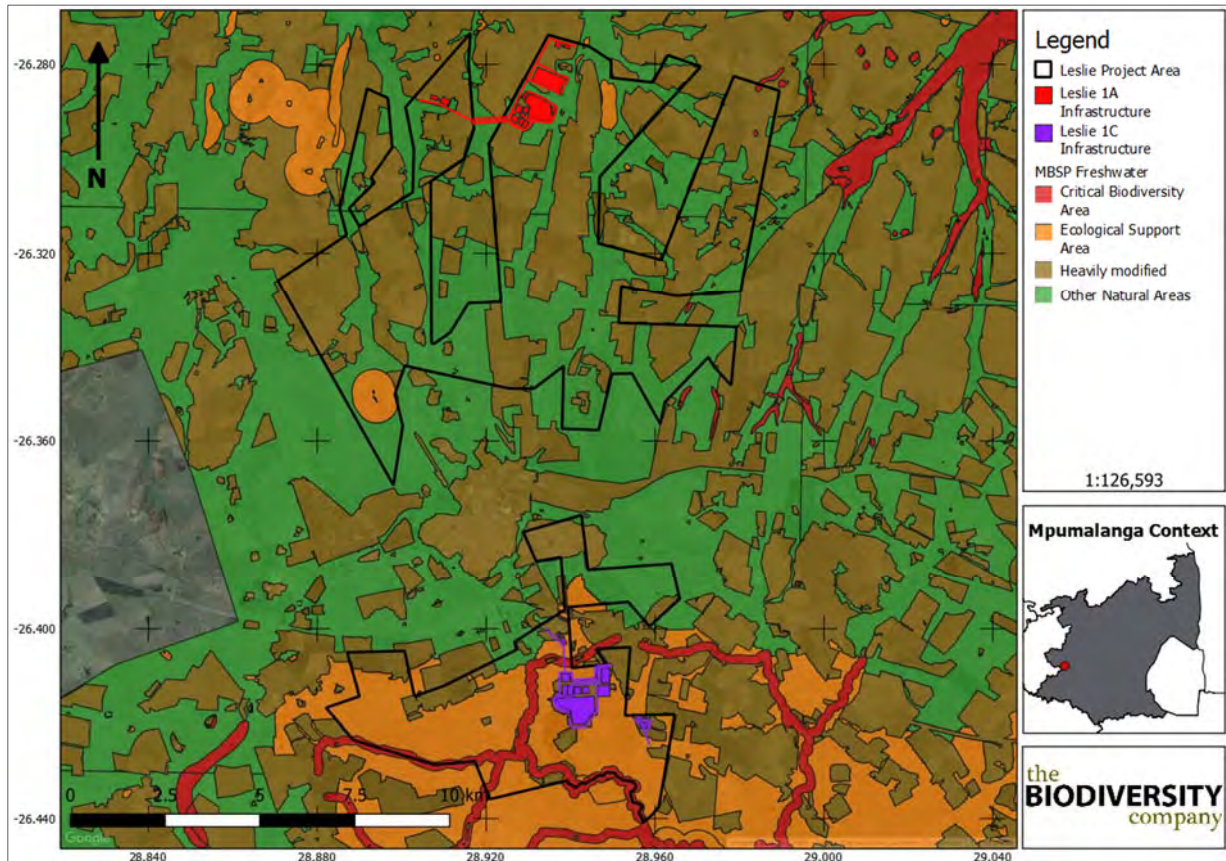 Legend
Leslie Project Area
Leslie 1A
Infrastructure
Leslie 1C
Infrastructure
MBSP Freshwater
Critical Biodiversity
Area
Ecological Support
Area
Heavily modified
Other Natural Areas
1:126,593
Mpumalanga Context
the
BIODIVERSITY
company
N
-26.280
-26.320
-26.360
-26.400
-26.440
0
2.5
5
7.5
10 km
Google
28.840
28.880
28.920
28.960
29.000
29.040